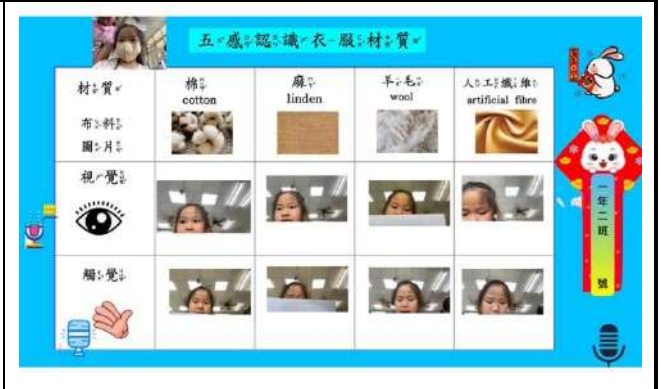 五感認識衣服材質
材質
布料
圖片
棉
cotton
麻
linden
羊毛
wool
人工纖維
artificial fibre
視覺
觸覺
一年二班 號